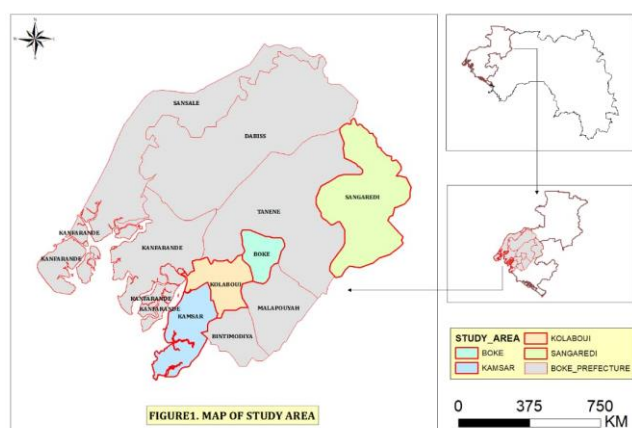 SANSALE
DABISS
SANGAREDI
TANENE
KANFARANDE
KANFARANDE
KANFARANDE
BOKE
KOLABOUI
KANFARANDE
KANFARANDE
KAMSAR
MALAPOUYAH
BINTIMODIYA
FIGURE1. MAP OF STUDY AREA
STUDY_AREA
BOKE
KAMSAR
KOLABOUI
SANGAREDI
BOKE_PREFECTURE
0 375 750
KM